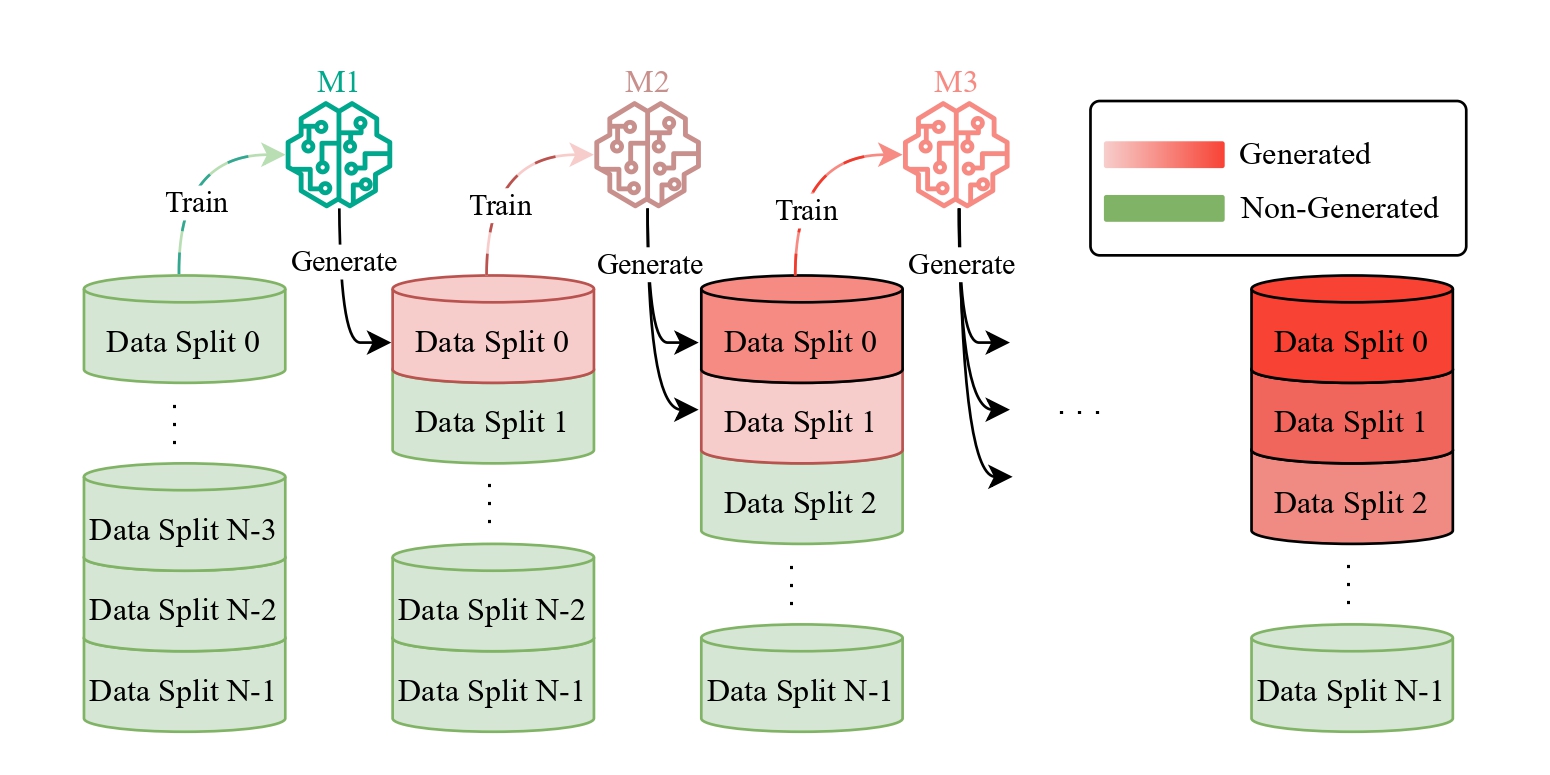 M1
M2
M3
Generated
Non-Generated
Train
Train
Train
Generate
Generate
Generate
Data Split 0
. . .
Data Split N-3
Data Split N-2
Data Split N-1
Data Split 0
Data Split 1
. . .
Data Split N-2
Data Split N-1
Data Split 0
Data Split 1
Data Split 2
. . .
Data Split N-1
. . .
Data Split 0
Data Split 1
Data Split 2
. . .
Data Split N-1